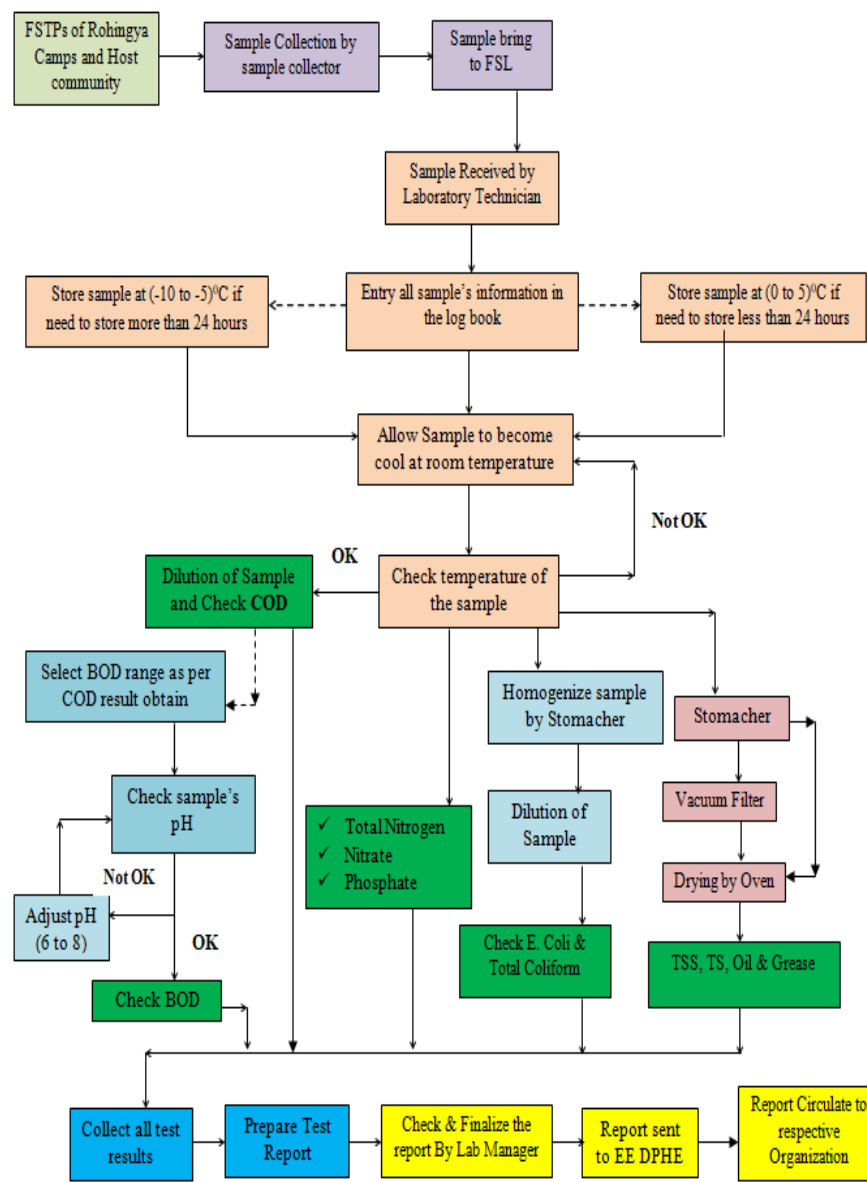 FSTPs of Rohingya
Camps and Host
community
Sample Collection by
sample collector
Sample bring
to FSL
Sample Received by
Laboratory Technician
Store sample at (-10 to -5)⁰C if
need to store more than 24 hours
Entry all sample's information in
the log book
Store sample at (0 to 5)⁰C if
need to store less than 24 hours
Allow Sample to become
cool at room temperature
Not OK
OK
Dilution of Sample
and Check COD
Check temperature of
the sample
Select BOD range as per
COD result obtain
Homogenize sample
by Stomacher
Stomacher
Check sample's
pH
Vacuum Filter
✓ Total Nitrogen
✓ Nitrate
✓ Phosphate
Dilution of
Sample
Drying by Oven
Not OK
Adjust pH
(6 to 8)
OK
Check E. Coli &
Total Coliform
TSS, TS, Oil & Grease
Check BOD
Collect all test
results
Prepare Test
Report
Check & Finalize the
report By Lab Manager
Report sent
to EE DPHE
Report Circulate to
respective
Organization